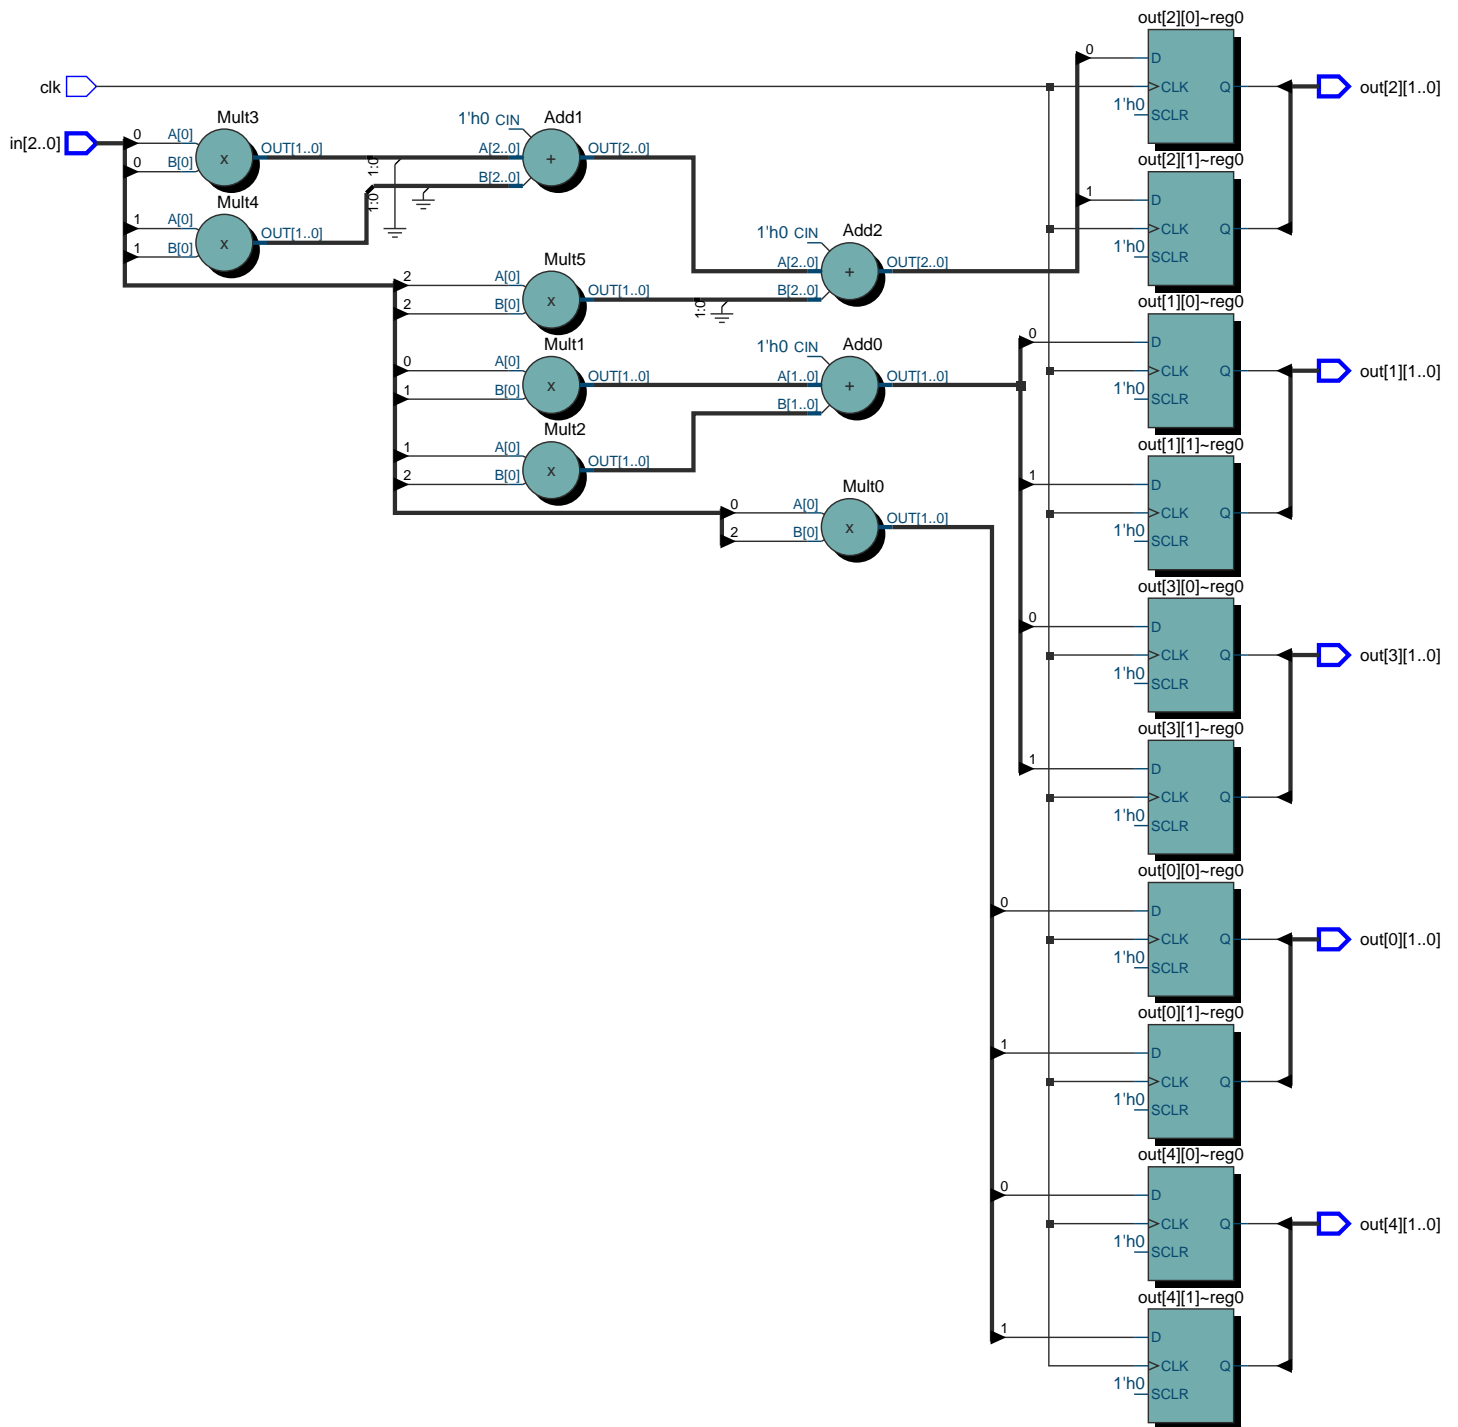 out[2][0]~reg0
0 D
clk
CLK Q out[2][1..0]
1'h0 SCLR
Mult3 1'h0 CIN Add1
in[2..0] 0 A[0] x OUT[1..0] 1:0 A[2..0] + OUT[2..0]
0 B[0] B[2..0]
out[2][1]~reg0
1 D
Mult4 1:0
1 A[0] x OUT[1..0]
1 B[0]
CLK Q
1'h0 SCLR
1'h0 CIN Add2
Mult5 A[2..0] + OUT[2..0]
2 A[0] x OUT[1..0] B[2..0]
2 B[0] 1:0
out[1][0]~reg0
0 D
Mult1 1'h0 CIN Add0
0 A[0] x OUT[1..0] A[1..0] + OUT[1..0]
1 B[0] B[1..0]
CLK Q out[1][1..0]
1'h0 SCLR
Mult2
1 A[0] x OUT[1..0]
2 B[0]
out[1][1]~reg0
1 D
Mult0
0 A[0] x OUT[1..0]
2 B[0]
CLK Q
1'h0 SCLR
out[3][0]~reg0
0 D
CLK Q out[3][1..0]
1'h0 SCLR
out[3][1]~reg0
1 D
CLK Q
1'h0 SCLR
out[0][0]~reg0
0 D
CLK Q out[0][1..0]
1'h0 SCLR
out[0][1]~reg0
1 D
CLK Q
1'h0 SCLR
out[4][0]~reg0
0 D
CLK Q out[4][1..0]
1'h0 SCLR
out[4][1]~reg0
1 D
CLK Q
1'h0 SCLR